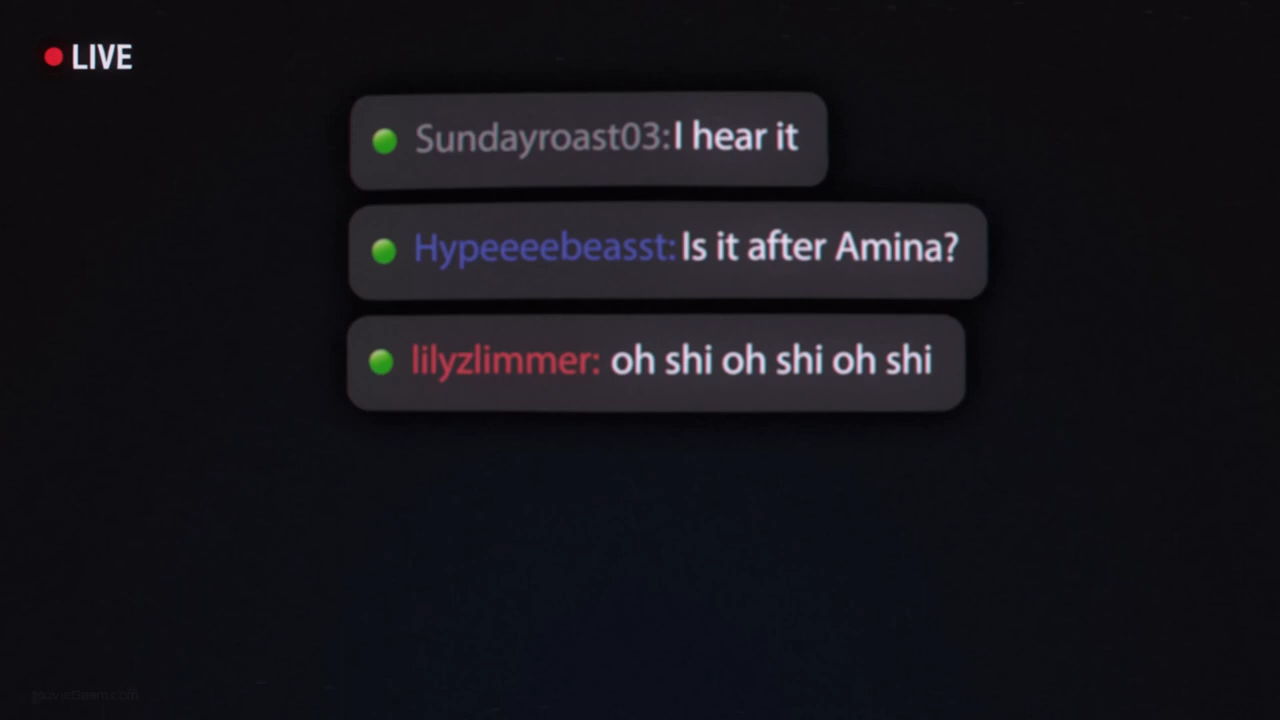 LIVE
Sundayroast03: I hear it
Hypeeeebeasst: Is it after Amina?
lilyzlimmer: oh shi oh shi oh shi